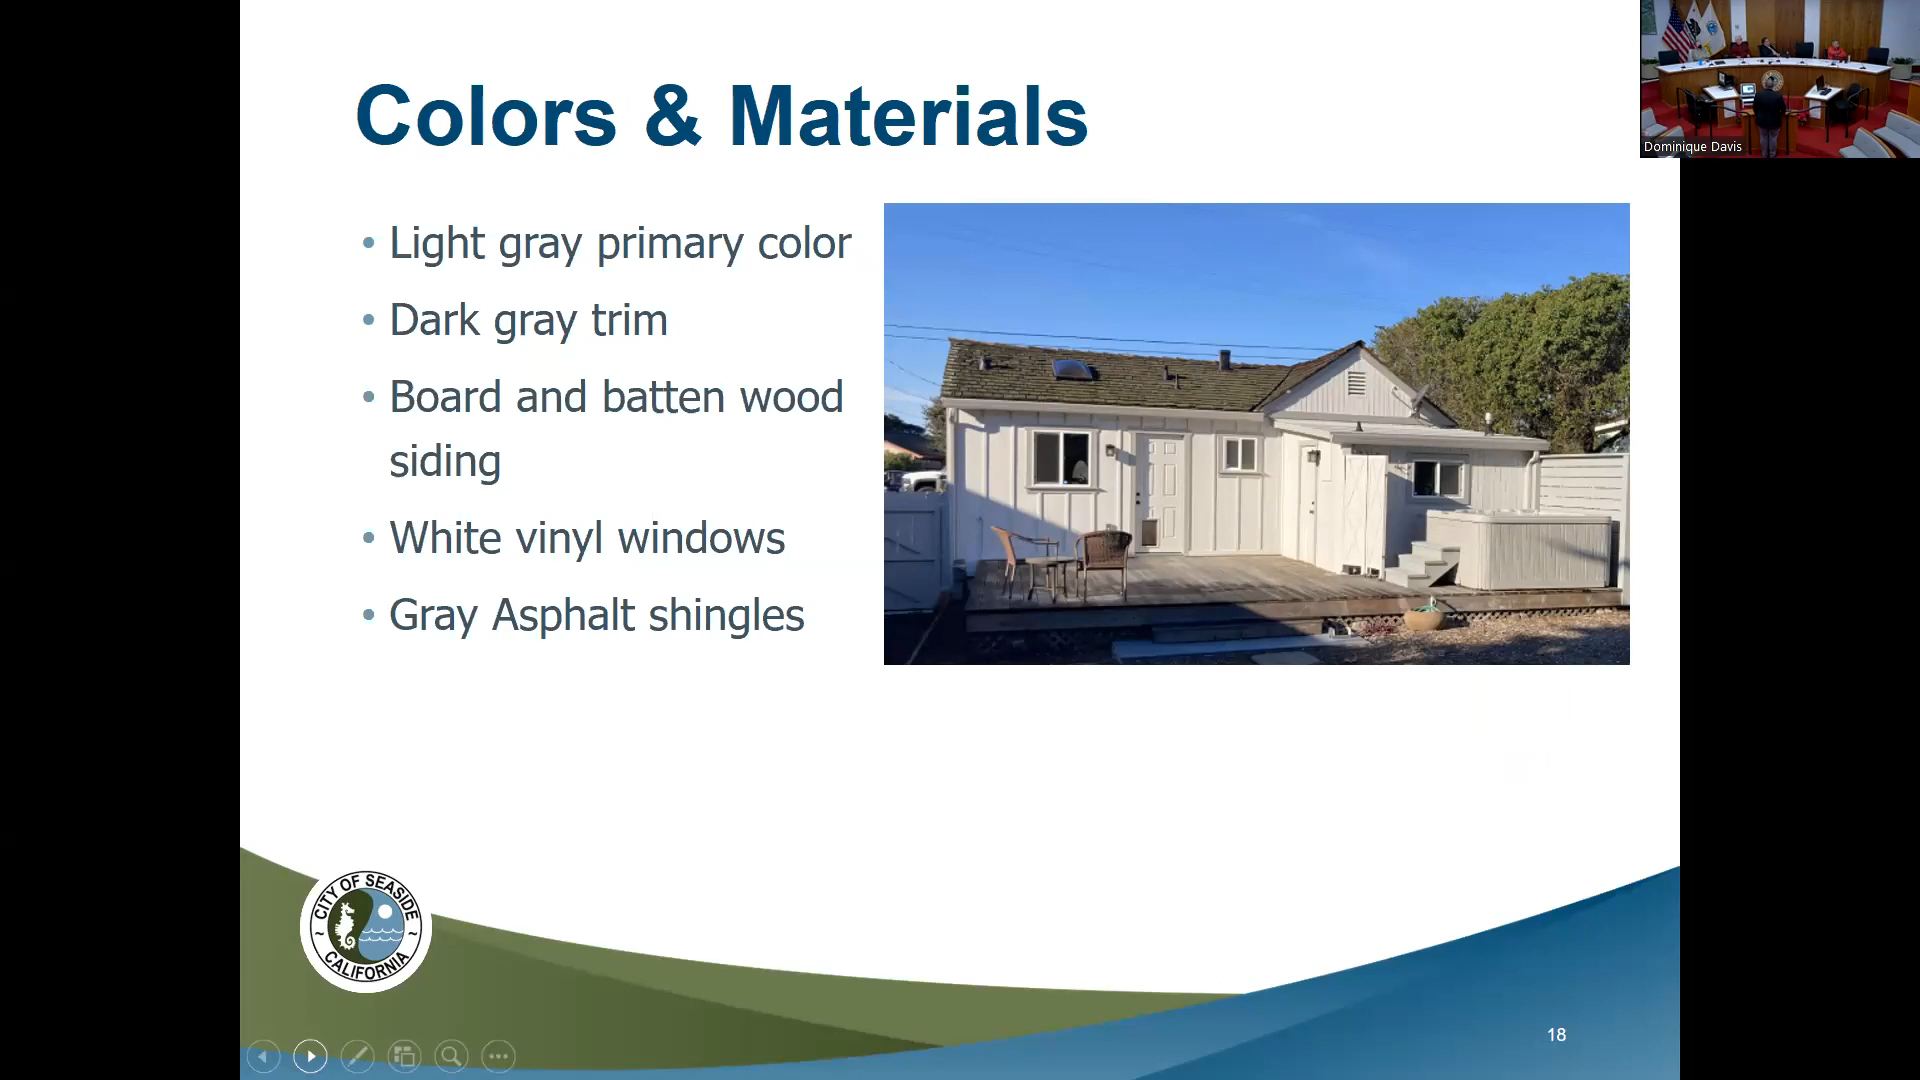 Colors & Materials
Dominique Davis
• Light gray primary color
• Dark gray trim
• Board and batten wood
siding
• White vinyl windows
• Gray Asphalt shingles
CITY OF SEASIDE
~ ~
CALIFORNIA
18